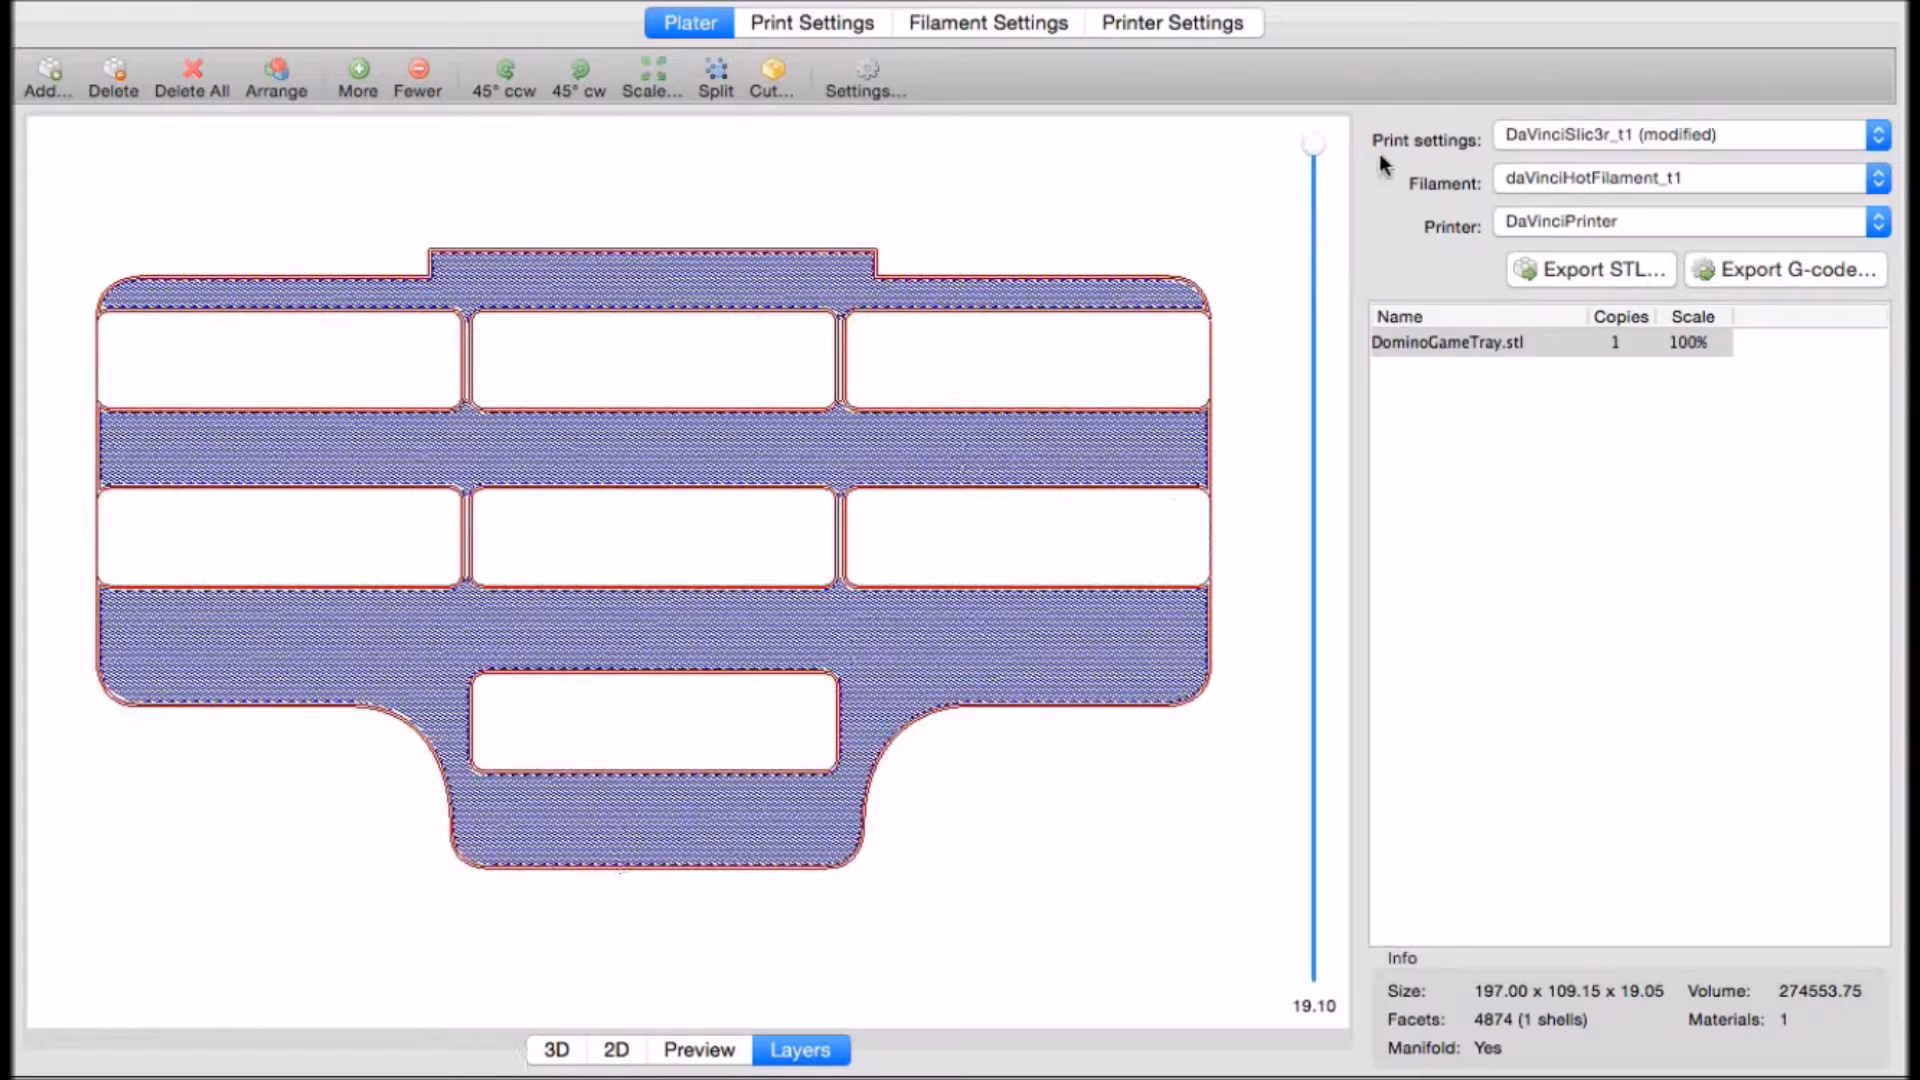 Plater Print Settings Filament Settings Printer Settings
Add... Delete Delete All Arrange More Fewer 45° ccw 45° cw Scale... Split Cut... Settings...
Print settings: DaVinciSlic3r_t1 (modified)
Filament: daVinciHotFilament_t1
Printer: DaVinciPrinter
Export STL... Export G-code...
Name Copies Scale
DominoGameTray.stl 1 100%
19.10
Info
Size: 197.00 x 109.15 x 19.05 Volume: 274553.75
Facets: 4874 (1 shells) Materials: 1
Manifold: Yes
3D 2D Preview Layers